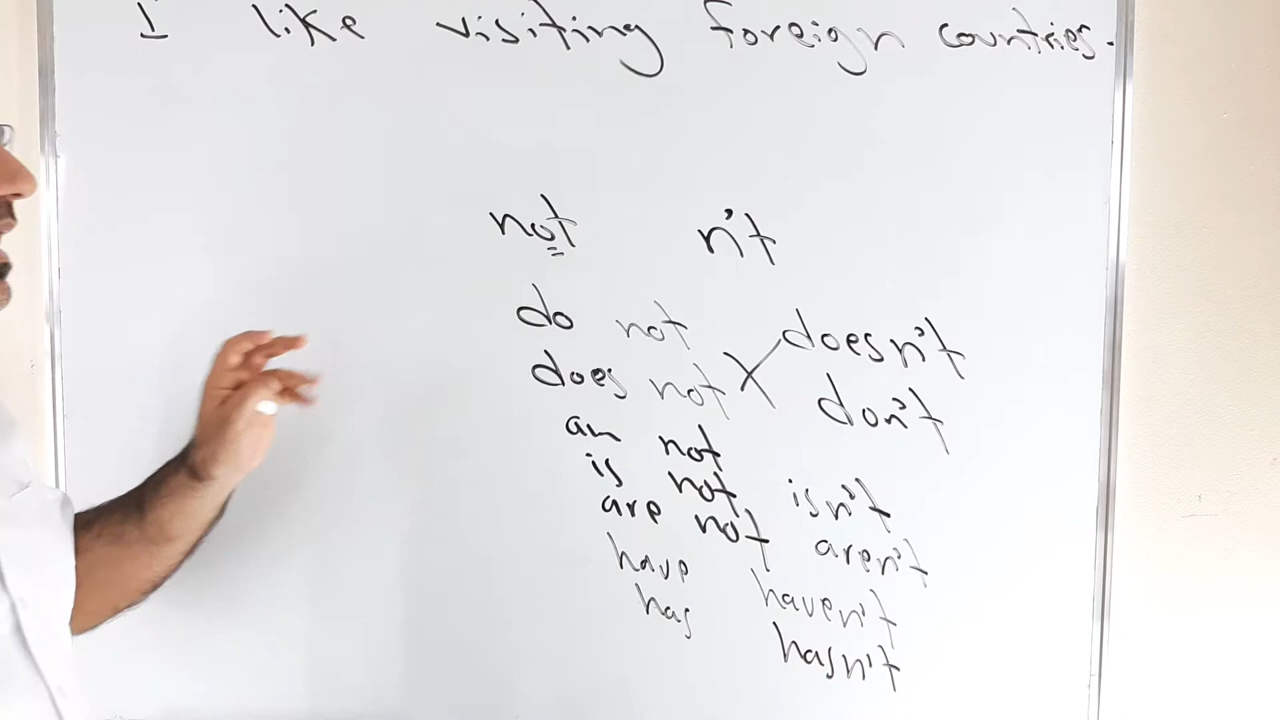 I like visiting foreign countries.
not n't
do not doesn't
does not don't
am not
is not isn't
are not aren't
have haven't
has hasn't